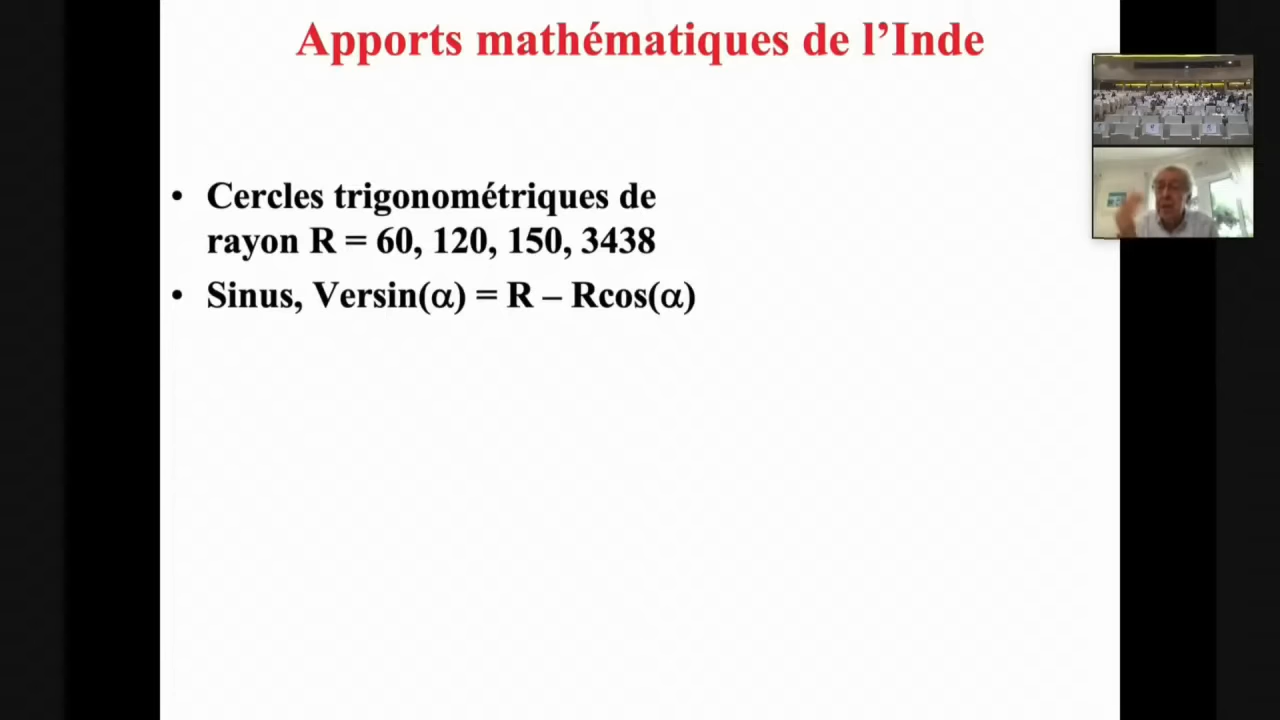 Apports mathématiques de l’Inde
• Cercles trigonométriques de
rayon R = 60, 120, 150, 3438
• Sinus, Versin(α) = R – Rcos(α)